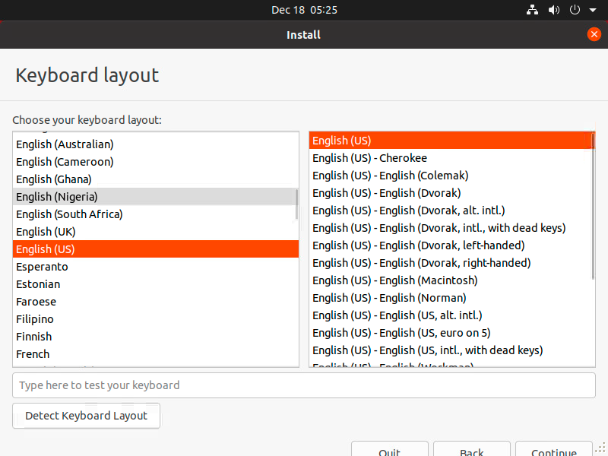 Dec 18 05:25
Install
Keyboard layout
Choose your keyboard layout:
English (Australian)
English (Cameroon)
English (Ghana)
English (Nigeria)
English (South Africa)
English (UK)
English (US)
Esperanto
Estonian
Faroese
Filipino
Finnish
French
English (US)
English (US) - Cherokee
English (US) - English (Colemak)
English (US) - English (Dvorak)
English (US) - English (Dvorak, alt. intl.)
English (US) - English (Dvorak, intl., with dead keys)
English (US) - English (Dvorak, left-handed)
English (US) - English (Dvorak, right-handed)
English (US) - English (Macintosh)
English (US) - English (Norman)
English (US) - English (US, alt. intl.)
English (US) - English (US, euro on 5)
English (US) - English (US, intl., with dead keys)
English (US) - English (Workman)
Type here to test your keyboard
Detect Keyboard Layout
Quit
Back
Continue